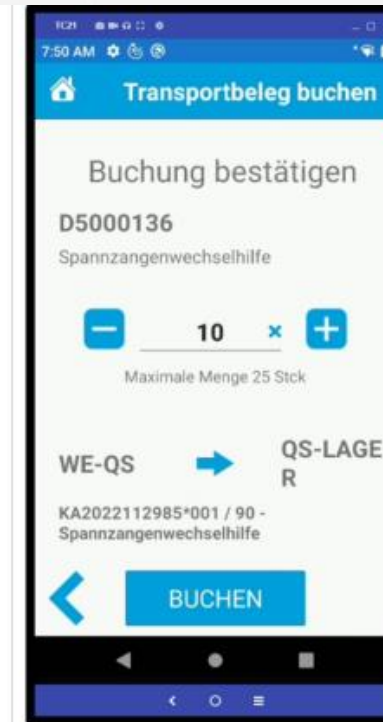 TC21
7:50 AM
Transportbeleg buchen
Buchung bestätigen
D5000136
Spannzangenwechselhilfe
10
Maximale Menge 25 Stck
WE-QS
QS-LAGE
R
KA2022112985*001 / 90 -
Spannzangenwechselhilfe
BUCHEN